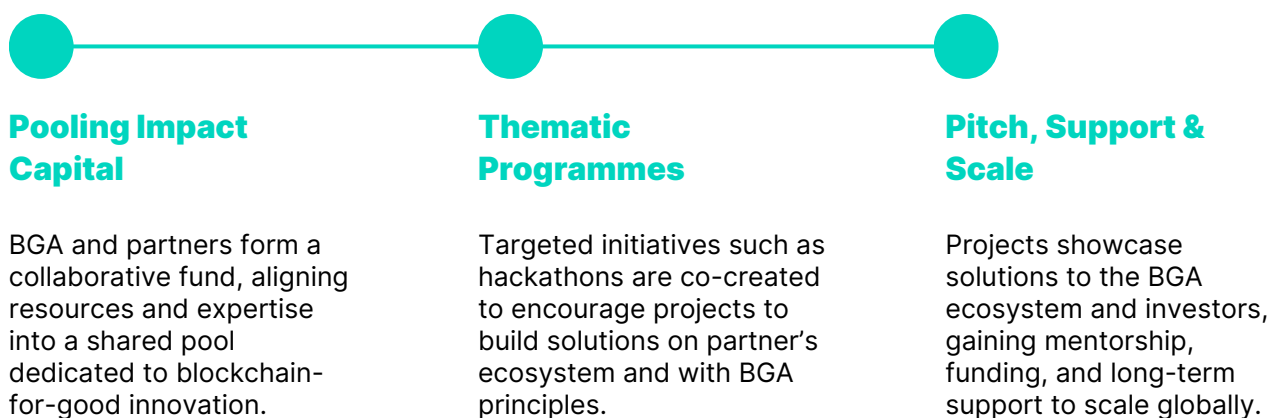 Pooling Impact
Capital
BGA and partners form a
collaborative fund, aligning
resources and expertise
into a shared pool
dedicated to blockchain-
for-good innovation.
Thematic
Programmes
Targeted initiatives such as
hackathons are co-created
to encourage projects to
build solutions on partner’s
ecosystem and with BGA
principles.
Pitch, Support &
Scale
Projects showcase
solutions to the BGA
ecosystem and investors,
gaining mentorship,
funding, and long-term
support to scale globally.